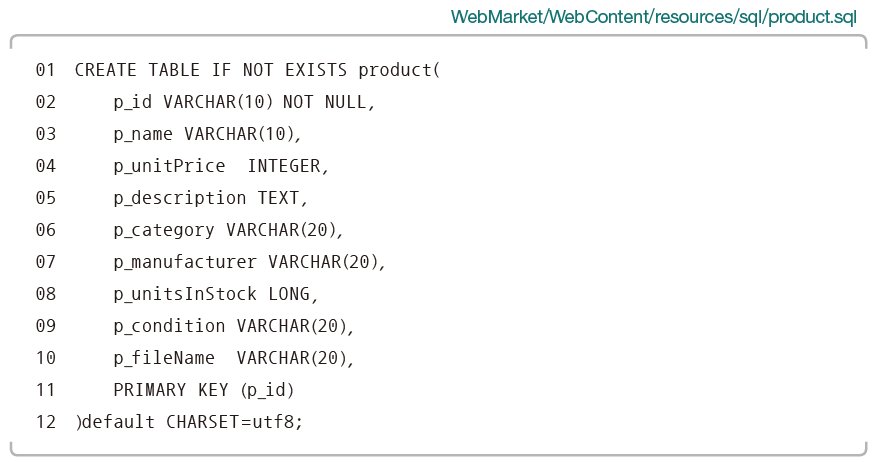 WebMarket/WebContent/resources/sql/product.sql
01 CREATE TABLE IF NOT EXISTS product(
02 p_id VARCHAR(10) NOT NULL,
03 p_name VARCHAR(10),
04 p_unitPrice INTEGER,
05 p_description TEXT,
06 p_category VARCHAR(20),
07 p_manufacturer VARCHAR(20),
08 p_unitsInStock LONG,
09 p_condition VARCHAR(20),
10 p_fileName VARCHAR(20),
11 PRIMARY KEY (p_id)
12 )default CHARSET=utf8;